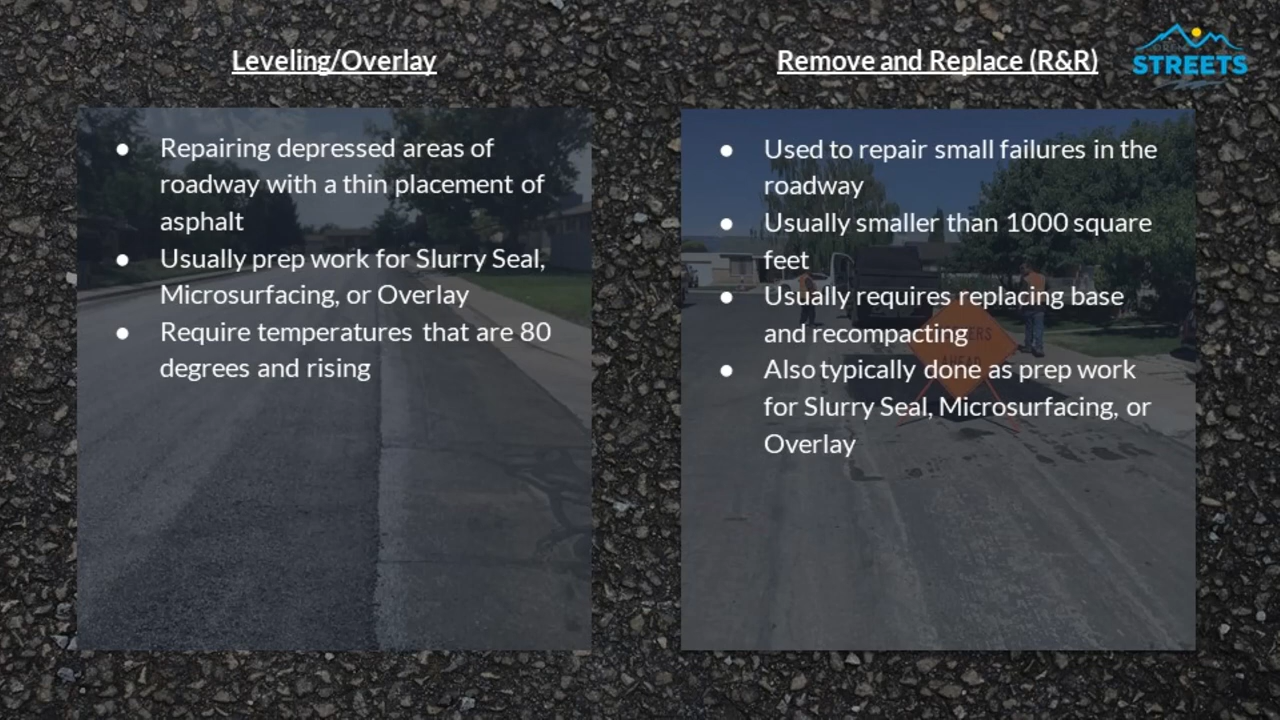 Leveling/Overlay
Remove and Replace (R&R)
OREM
STREETS
● Repairing depressed areas of
roadway with a thin placement of
asphalt
● Usually prep work for Slurry Seal,
Microsurfacing, or Overlay
● Require temperatures that are 80
degrees and rising
● Used to repair small failures in the
roadway
● Usually smaller than 1000 square
feet
● Usually requires replacing base
and recompacting
● Also typically done as prep work
for Slurry Seal, Microsurfacing, or
Overlay
AHEAD